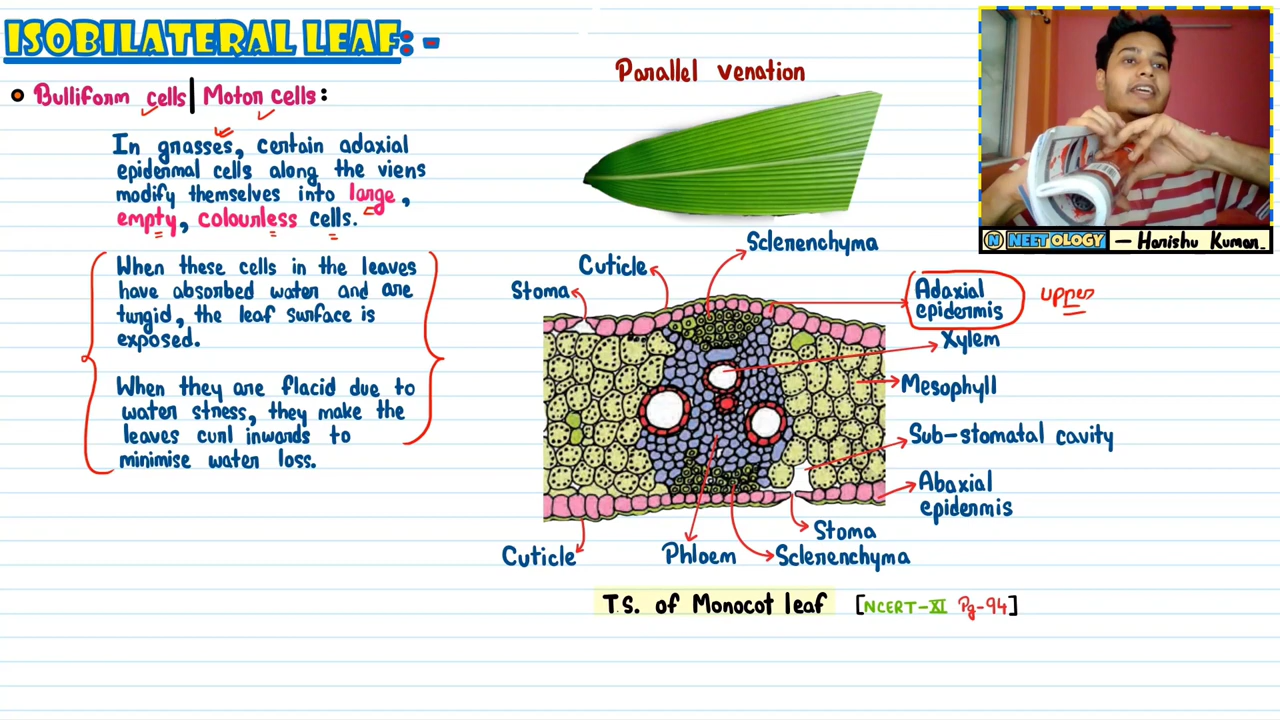 ISOBILATERAL LEAF:-
Bulliform cells | Motor cells:
In grasses, certain adaxial
epidermal cells along the viens
modify themselves into large,
empty, colourless cells.
When these cells in the leaves
have absorbed water and are
turgid, the leaf surface is
exposed.
When they are flacid due to
water stress, they make the
leaves curl inwards to
minimise water loss.
Parallel venation
Sclerenchyma
Cuticle
Stoma
Adaxial
epidermis
upper
Xylem
Mesophyll
Sub-stomatal cavity
Abaxial
epidermis
Stoma
Cuticle
Phloem
Sclerenchyma
T.S. of Monocot leaf [NCERT-XI Pg-94]
N NEETOLOGY - Hanishu Kumar_